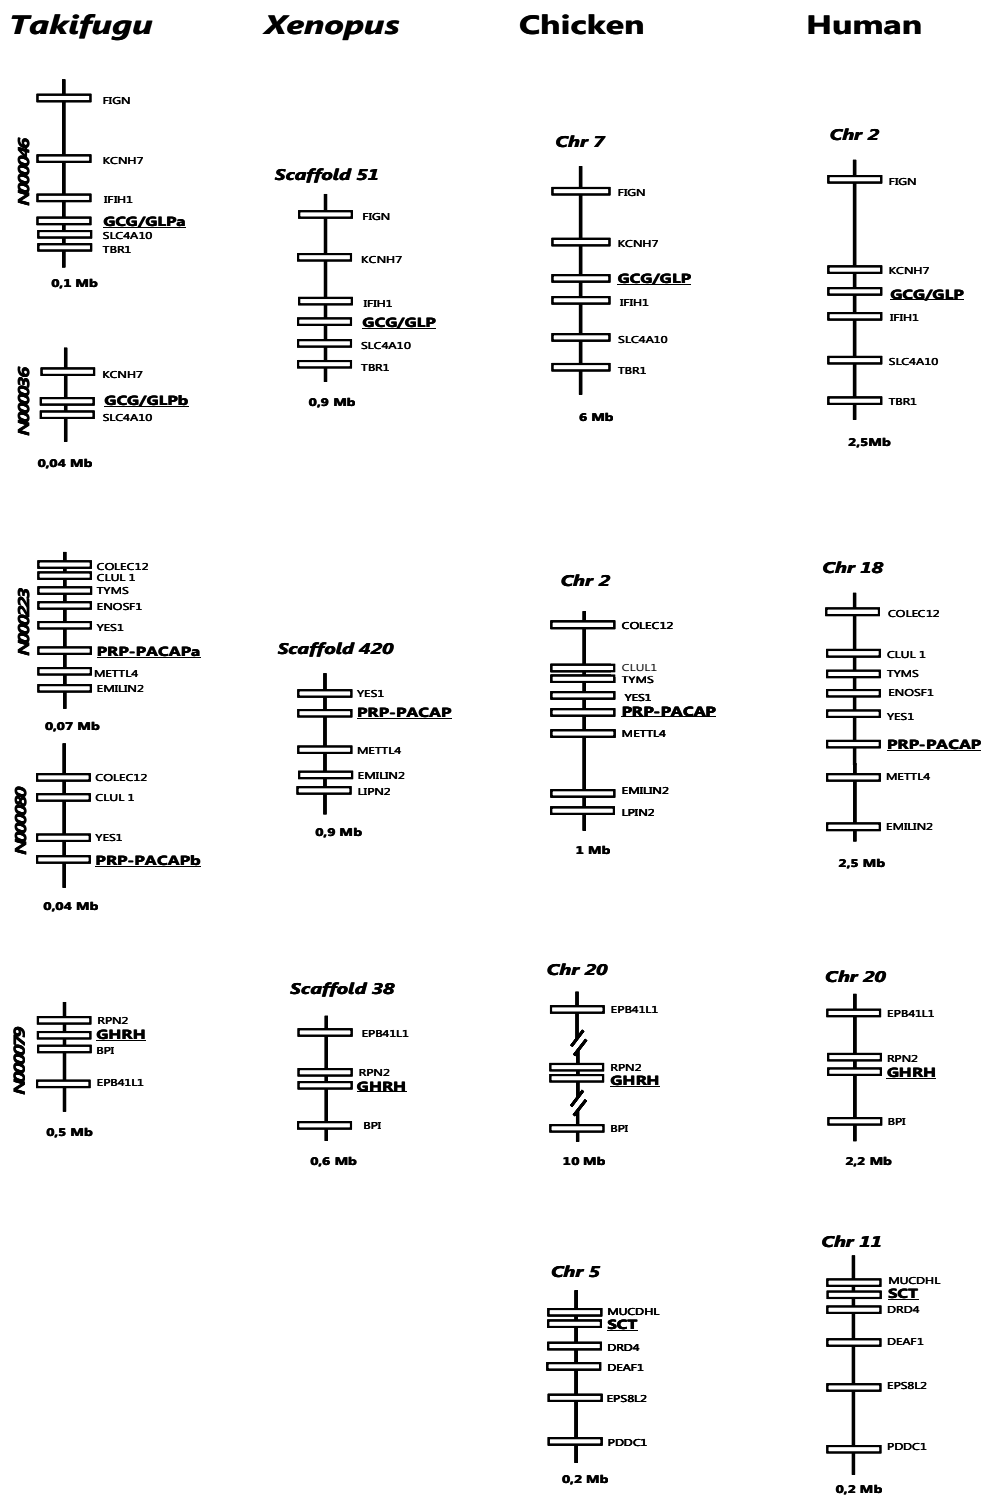 Takifugu
Xenopus
Chicken
Human
N000046
FIGN
KCNH7
IFIH1
GCG/GLPa
SLC4A10
TBR1
0,1 Mb
Scaffold 51
FIGN
KCNH7
IFIH1
GCG/GLP
SLC4A10
TBR1
0,9 Mb
Chr 7
FIGN
KCNH7
GCG/GLP
IFIH1
SLC4A10
TBR1
6 Mb
Chr 2
FIGN
KCNH7
GCG/GLP
IFIH1
SLC4A10
TBR1
2,5Mb
N000036
KCNH7
GCG/GLPb
SLC4A10
0,04 Mb
N000223
COLEC12
CLUL 1
TYMS
ENOSF1
YES1
PRP-PACAPa
METTL4
EMILIN2
0,07 Mb
N000080
COLEC12
CLUL 1
YES1
PRP-PACAPb
0,04 Mb
Scaffold 420
YES1
PRP-PACAP
METTL4
EMILIN2
LIPN2
0,9 Mb
Chr 2
COLEC12
CLUL1
TYMS
YES1
PRP-PACAP
METTL4
EMILIN2
LPIN2
1 Mb
Chr 18
COLEC12
CLUL 1
TYMS
ENOSF1
YES1
PRP-PACAP
METTL4
EMILIN2
2,5 Mb
N000079
RPN2
GHRH
BPI
EPB41L1
0,5 Mb
Scaffold 38
EPB41L1
RPN2
GHRH
BPI
0,6 Mb
Chr 20
EPB41L1
RPN2
GHRH
BPI
10 Mb
Chr 20
EPB41L1
RPN2
GHRH
BPI
2,2 Mb
Chr 5
MUCDHL
SCT
DRD4
DEAF1
EPS8L2
PDDC1
0,2 Mb
Chr 11
MUCDHL
SCT
DRD4
DEAF1
EPS8L2
PDDC1
0,2 Mb